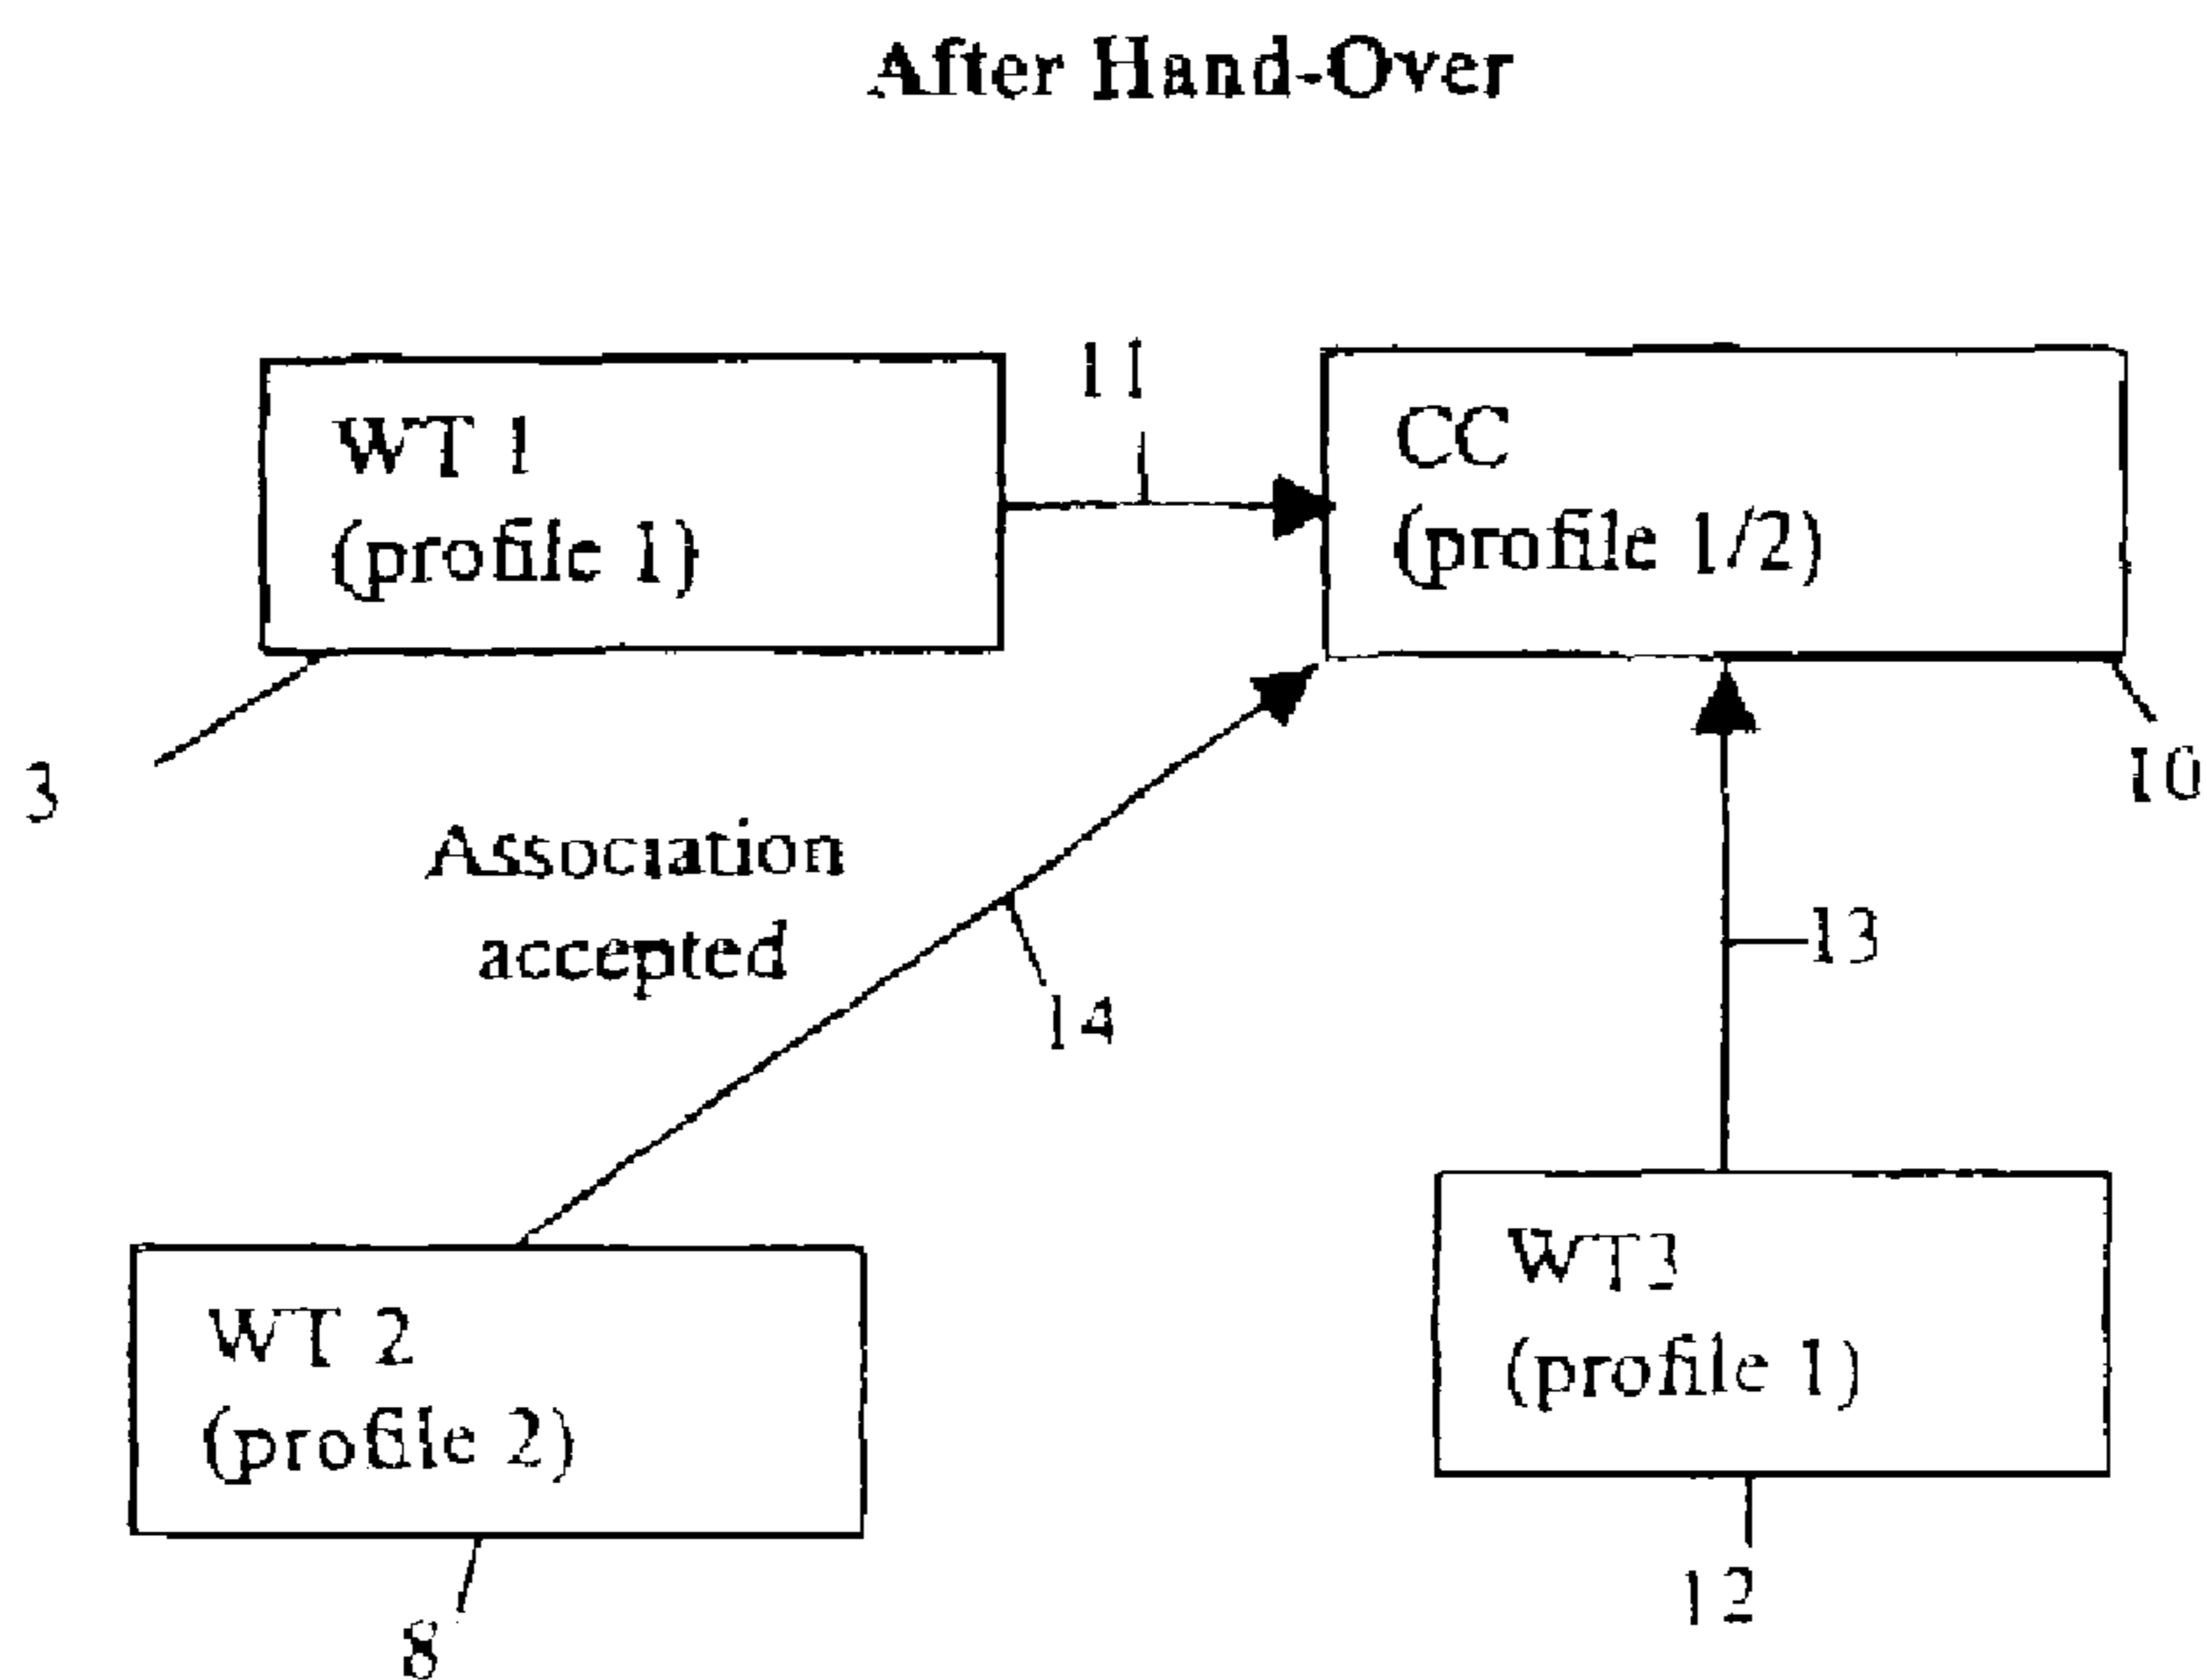 After Hand-Over
11
WT 1
(profile 1)
CC
(profile 1/2)
3
10
Association
accepted
14
13
WT 2
(profile 2)
WT3
(profile 1)
8
12